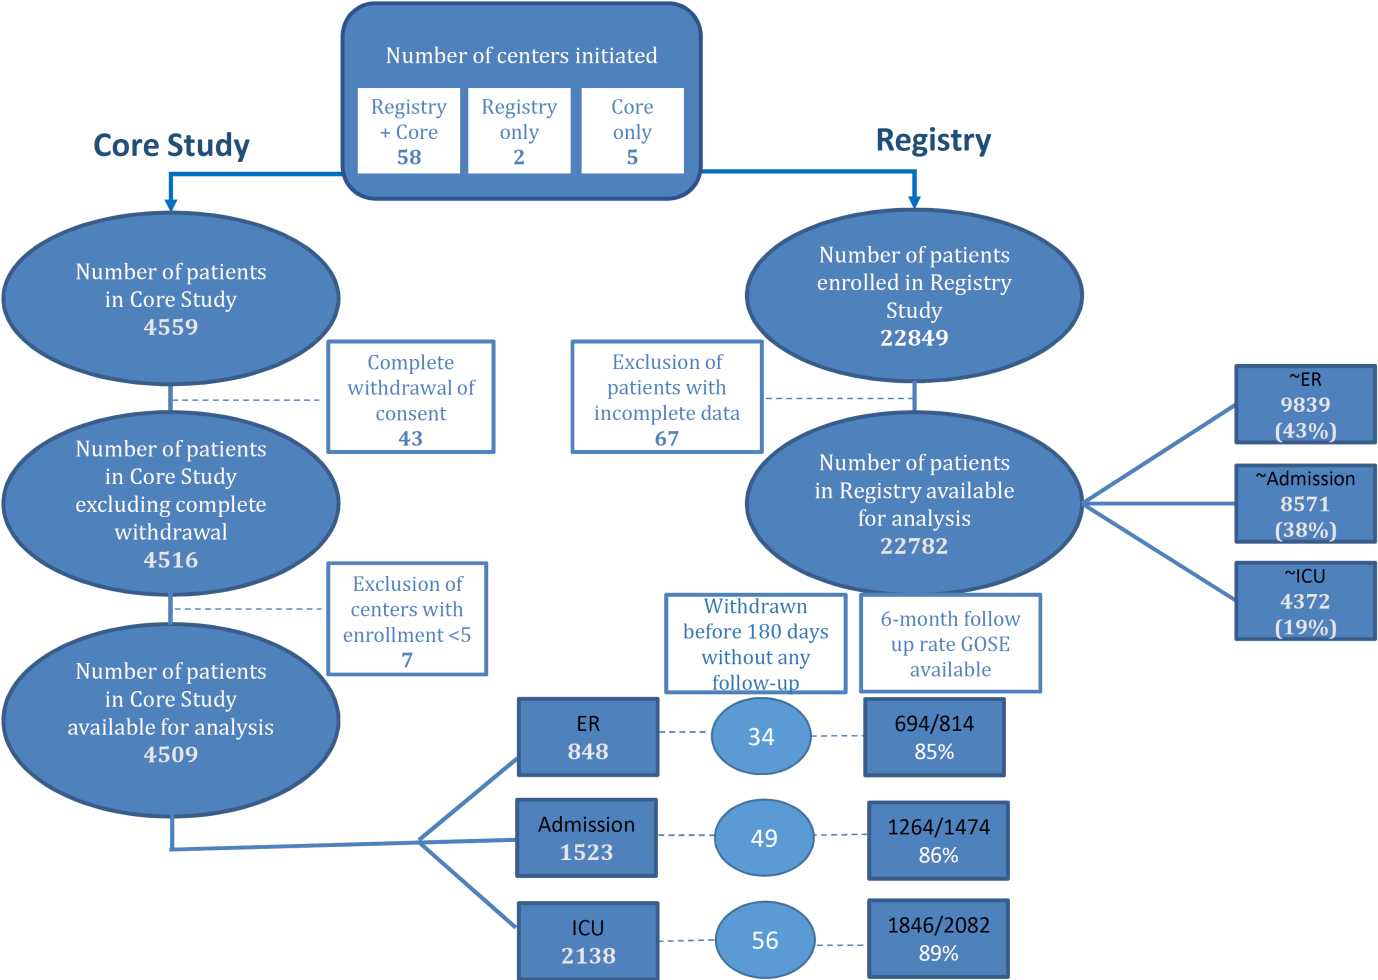 Number of centers initiated
Registry
+ Core
58
Registry
only
2
Core
only
5
Core Study
Registry
Number of patients
in Core Study
4559
Complete
withdrawal of
consent
43
Number of patients
in Core Study
excluding complete
withdrawal
4516
Exclusion of
centers with
enrollment <5
7
Number of patients
in Core Study
available for analysis
4509
Number of patients
enrolled in Registry
Study
22849
Exclusion of
patients with
incomplete data
67
Number of patients
in Registry available
for analysis
22782
~ER
9839
(43%)
~Admission
8571
(38%)
~ICU
4372
(19%)
Withdrawn
before 180 days
without any
follow-up
6-month follow
up rate GOSE
available
ER
848
34
694/814
85%
Admission
1523
49
1264/1474
86%
ICU
2138
56
1846/2082
89%